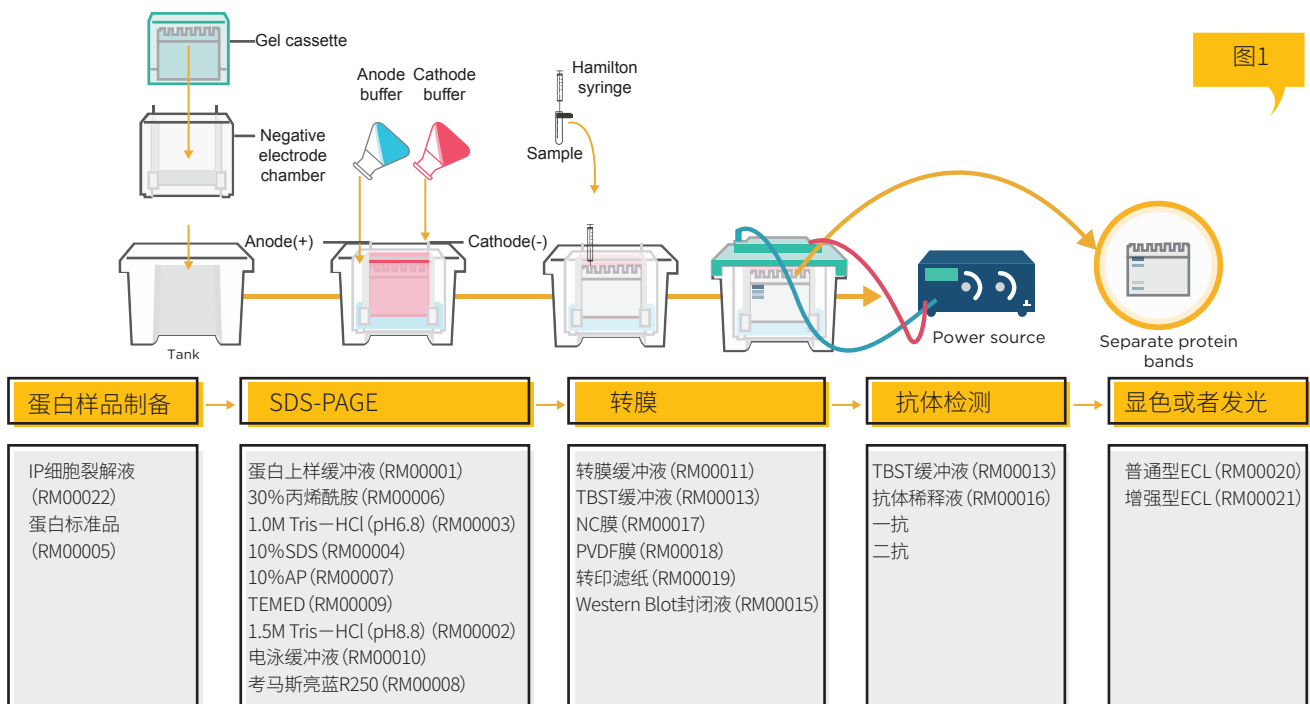 图1
Gel cassette
Negative
electrode
chamber
Anode
buffer
Cathode
buffer
Hamilton
syringe
Sample
Anode(+)
Cathode(-)
Tank
Power source
Separate protein
bands
蛋白样品制备
IP细胞裂解液
(RM00022)
蛋白标准品
(RM00005)
SDS-PAGE
蛋白上样缓冲液(RM00001)
30%丙烯酰胺(RM00006)
1.0M Tris－HCl(pH6.8) (RM00003)
10%SDS(RM00004)
10%AP(RM00007)
TEMED(RM00009)
1.5M Tris－HCl(pH8.8) (RM00002)
电泳缓冲液(RM00010)
考马斯亮蓝R250(RM00008)
转膜
转膜缓冲液(RM00011)
TBST缓冲液(RM00013)
NC膜(RM00017)
PVDF膜(RM00018)
转印滤纸(RM00019)
Western Blot封闭液(RM00015)
抗体检测
TBST缓冲液(RM00013)
抗体稀释液(RM00016)
一抗
二抗
显色或者发光
普通型ECL(RM00020)
增强型ECL(RM00021)